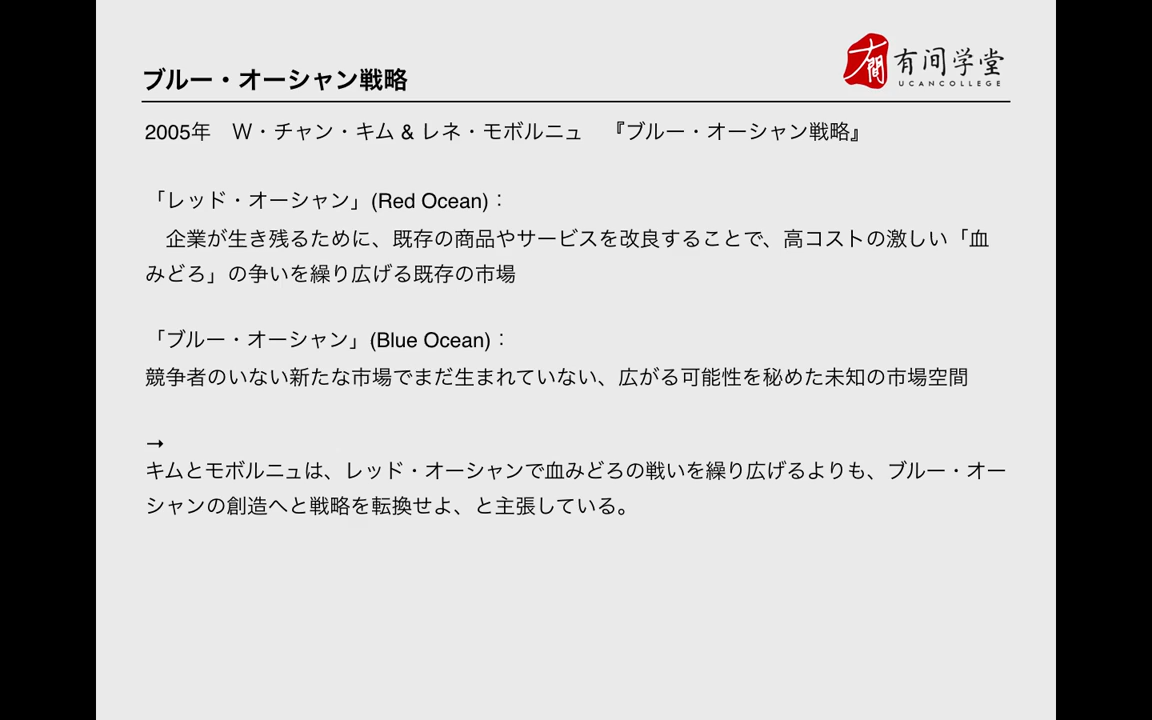 有間
有间学堂
UCANCOLLEGE
ブルー・オーシャン戦略
2005年　W・チャン・キム & レネ・モボルニュ　『ブルー・オーシャン戦略』
「レッド・オーシャン」(Red Ocean)：
　企業が生き残るために、既存の商品やサービスを改良することで、高コストの激しい「血
みどろ」の争いを繰り広げる既存の市場
「ブルー・オーシャン」(Blue Ocean)：
競争者のいない新たな市場でまだ生まれていない、広がる可能性を秘めた未知の市場空間
→
キムとモボルニュは、レッド・オーシャンで血みどろの戦いを繰り広げるよりも、ブルー・オー
シャンの創造へと戦略を転換せよ、と主張している。